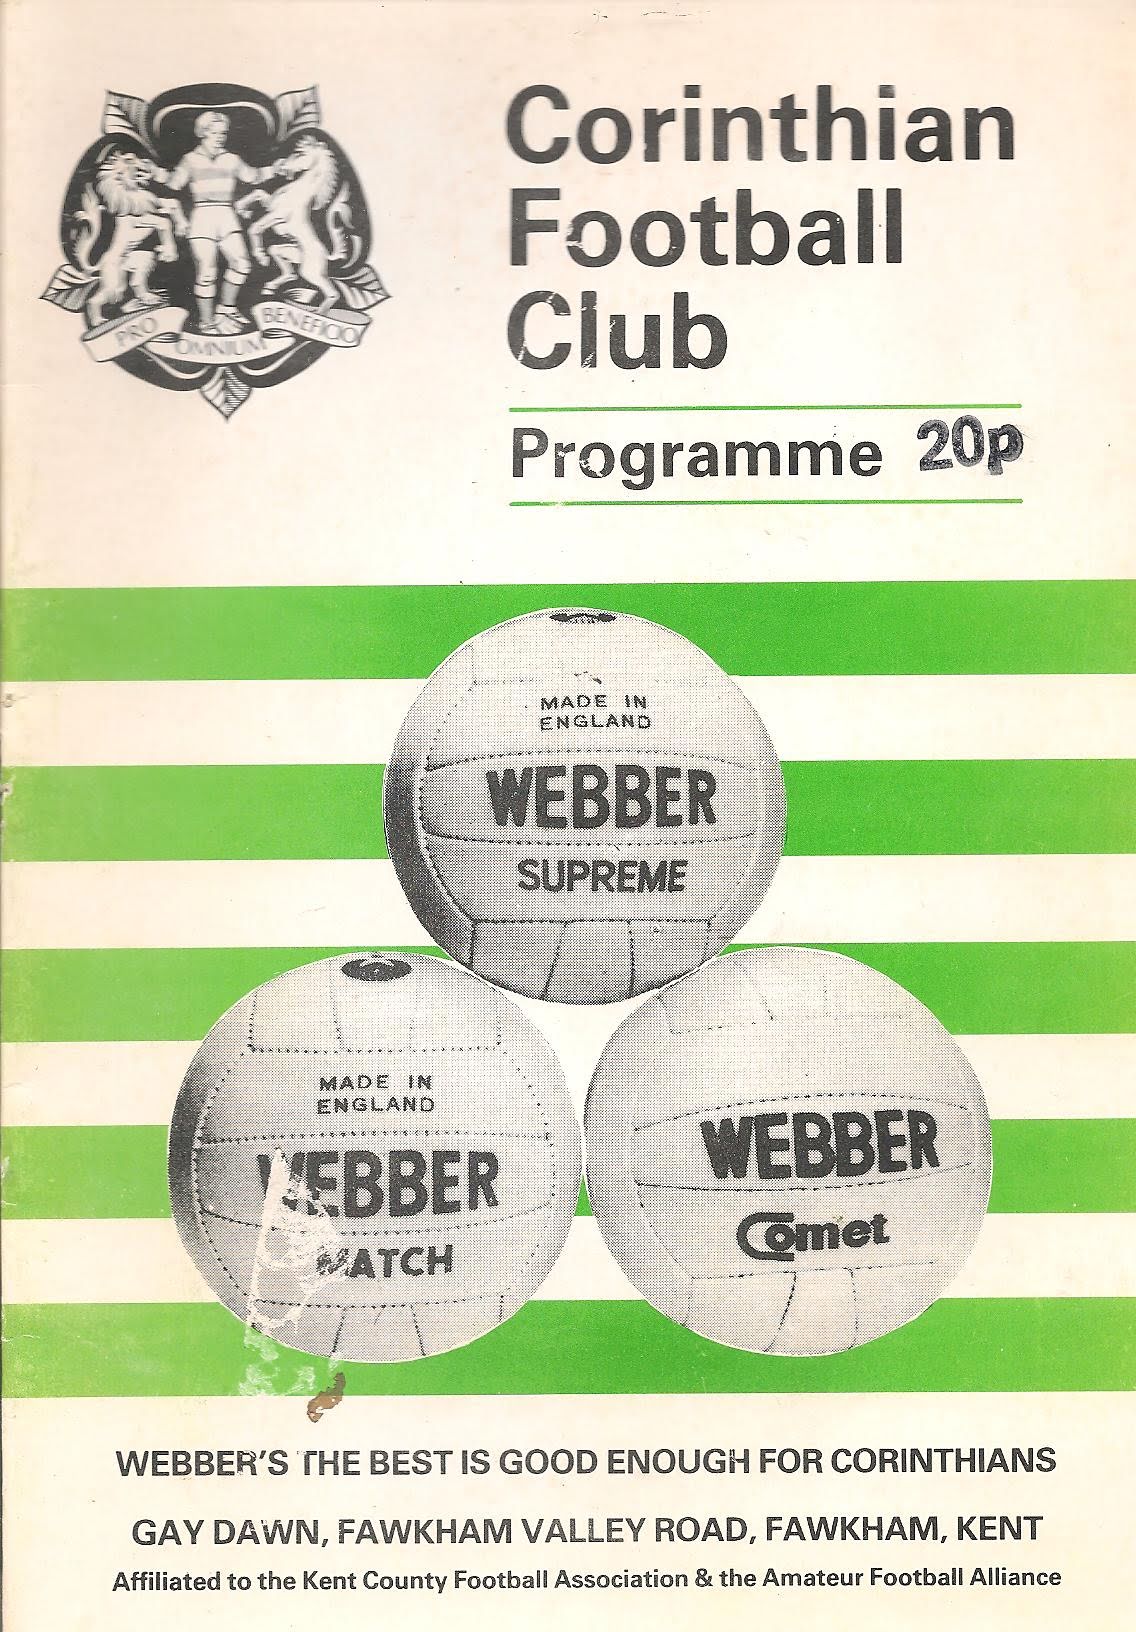 Corinthian
Football
Club
PRO OMNIUM BENEFICIO
Programme 20p
MADE IN
ENGLAND
WEBBER
SUPREME
MADE IN
ENGLAND
WEBBER
MATCH
WEBBER
Comet
WEBBER'S THE BEST IS GOOD ENOUGH FOR CORINTHIANS
GAY DAWN, FAWKHAM VALLEY ROAD, FAWKHAM, KENT
Affiliated to the Kent County Football Association & the Amateur Football Alliance